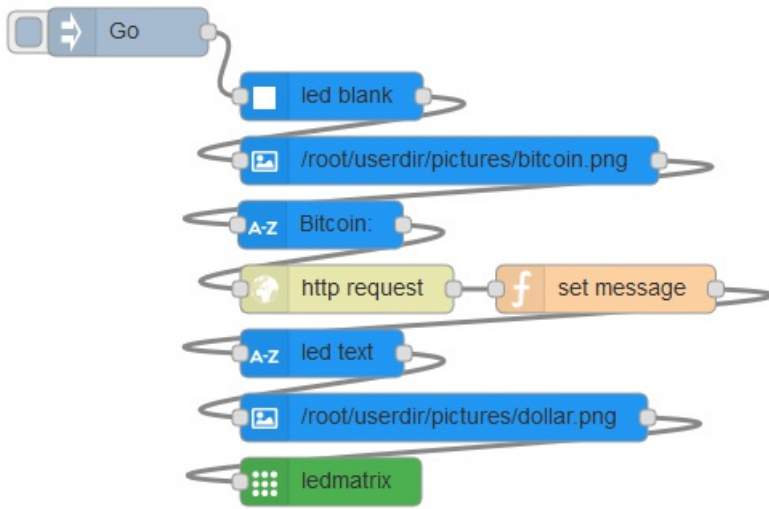 Go
led blank
/root/userdir/pictures/bitcoin.png
A-Z Bitcoin:
http request
set message
A-Z led text
/root/userdir/pictures/dollar.png
ledmatrix